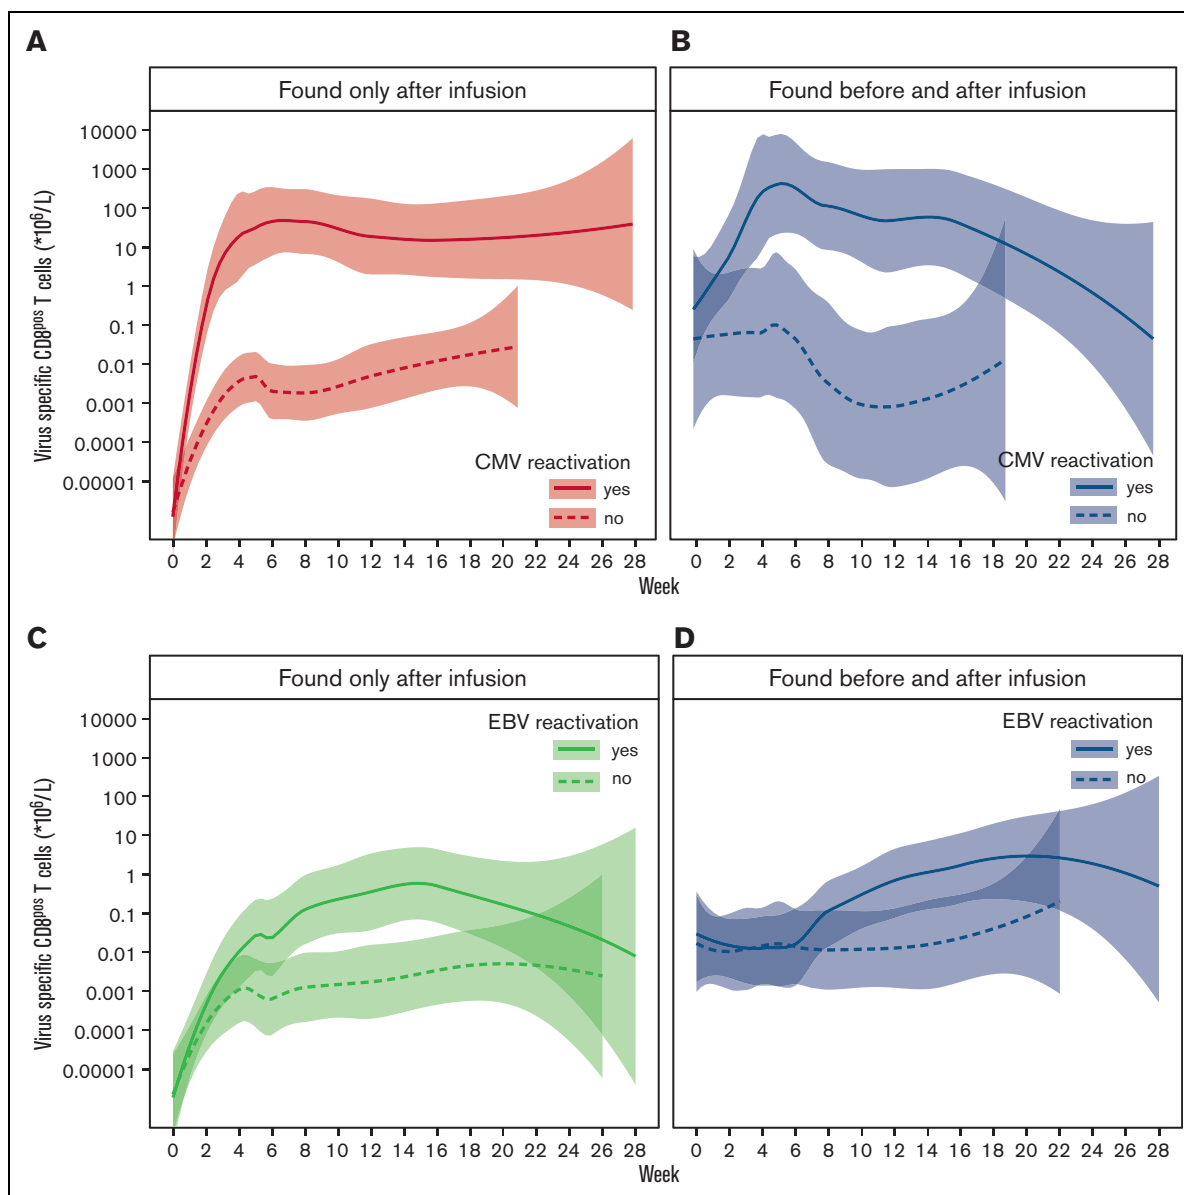 A
B
Found only after infusion
Found before and after infusion
Virus specific CD8pos T cells (*10⁶/L)
10000
1000
100
10
1
0.1
0.01
0.001
0.0001
0.00001
CMV reactivation
yes
no
CMV reactivation
yes
no
0 2 4 6 8 10 12 14 16 18 20 22 24 26 28
0 2 4 6 8 10 12 14 16 18 20 22 24 26 28
Week
C
D
Found only after infusion
Found before and after infusion
Virus specific CD8pos T cells (*10⁶/L)
10000
1000
100
10
1
0.1
0.01
0.001
0.0001
0.00001
EBV reactivation
yes
no
EBV reactivation
yes
no
0 2 4 6 8 10 12 14 16 18 20 22 24 26 28
0 2 4 6 8 10 12 14 16 18 20 22 24 26 28
Week